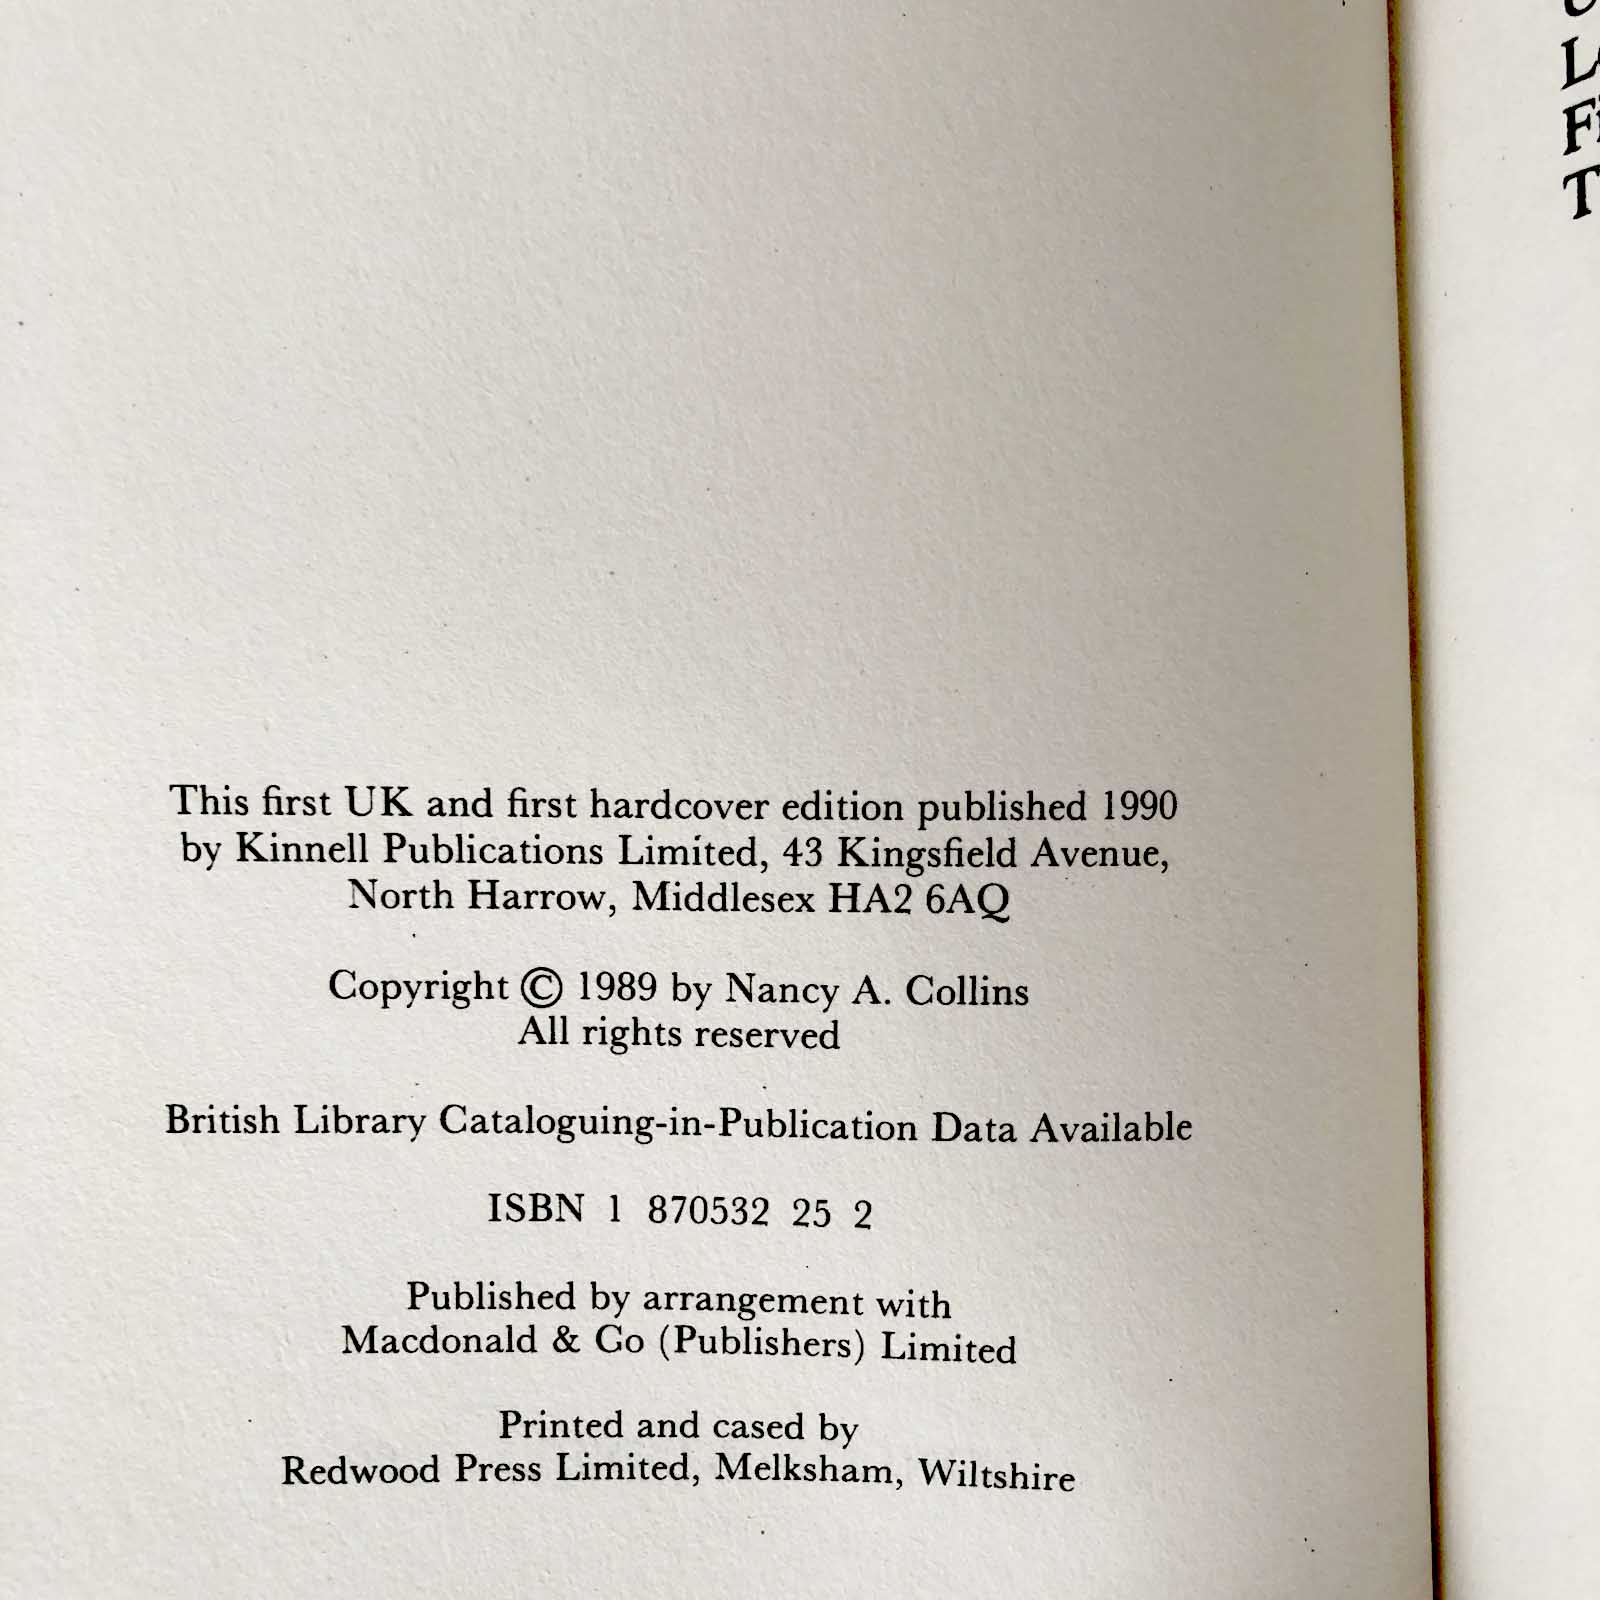 This first UK and first hardcover edition published 1990
by Kinnell Publications Limited, 43 Kingsfield Avenue,
North Harrow, Middlesex HA2 6AQ
Copyright © 1989 by Nancy A. Collins
All rights reserved
British Library Cataloguing-in-Publication Data Available
ISBN 1 870532 25 2
Published by arrangement with
Macdonald & Co (Publishers) Limited
Printed and cased by
Redwood Press Limited, Melksham, Wiltshire